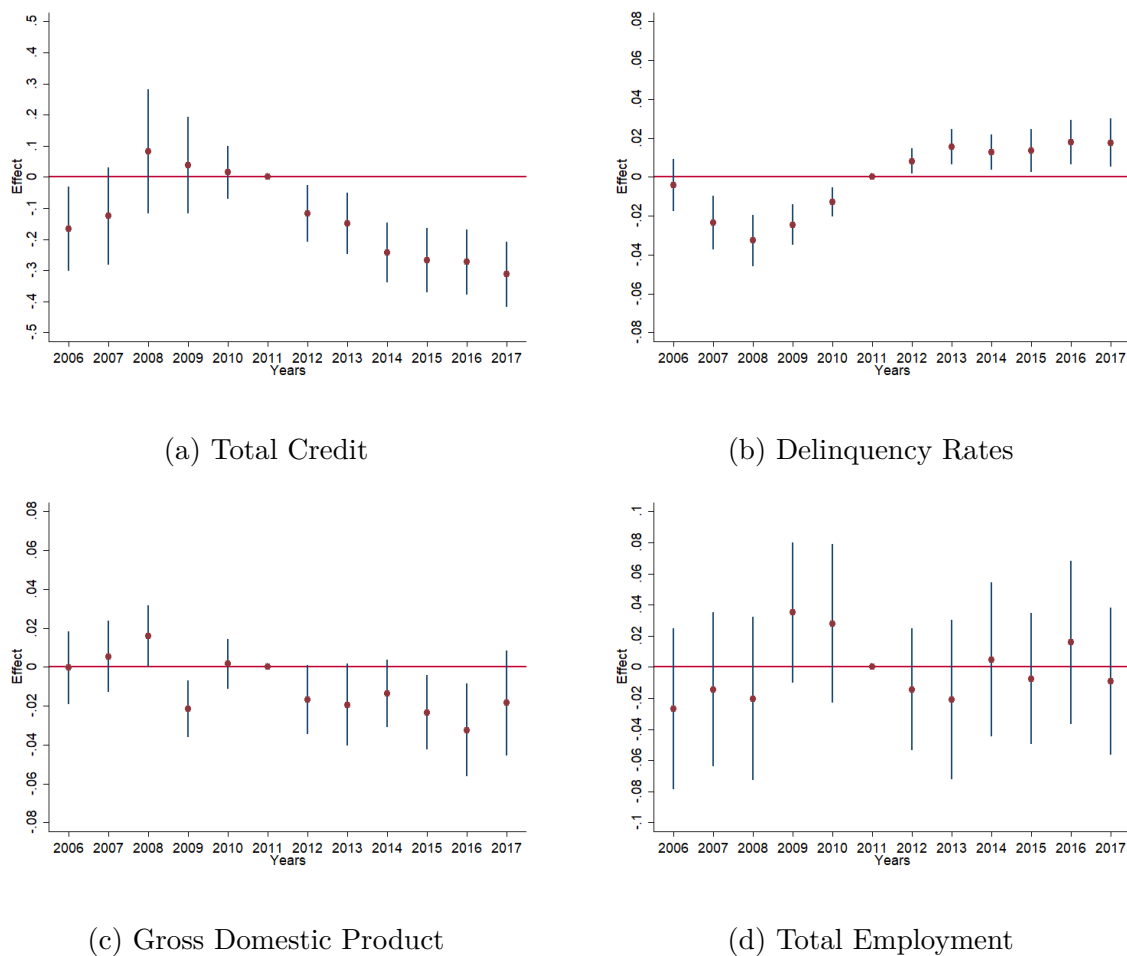 .5
.4
.3
.2
.1
0
-.1
-.2
-.3
-.4
-.5
Effect
2006 2007 2008 2009 2010 2011 2012 2013 2014 2015 2016 2017
Years
(a) Total Credit
.08
.06
.04
.02
0
-.02
-.04
-.06
-.08
Effect
2006 2007 2008 2009 2010 2011 2012 2013 2014 2015 2016 2017
Years
(b) Delinquency Rates
.08
.06
.04
.02
0
-.02
-.04
-.06
-.08
Effect
2006 2007 2008 2009 2010 2011 2012 2013 2014 2015 2016 2017
Years
(c) Gross Domestic Product
.1
.08
.06
.04
.02
0
-.02
-.04
-.06
-.08
-.1
Effect
2006 2007 2008 2009 2010 2011 2012 2013 2014 2015 2016 2017
Years
(d) Total Employment